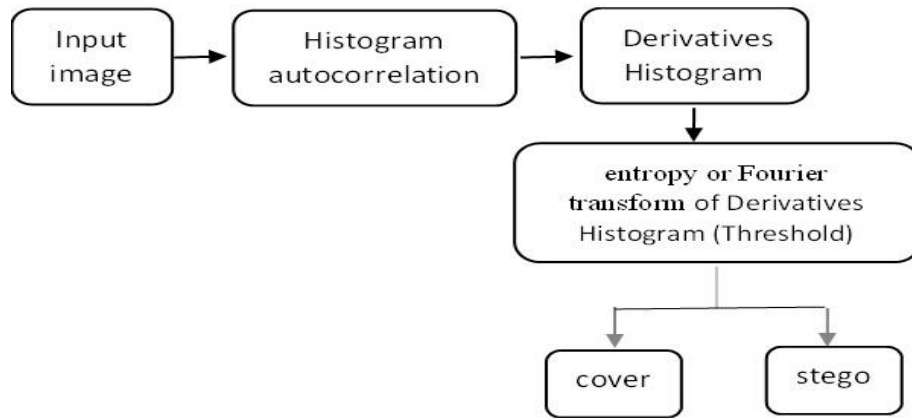 Input
image
Histogram
autocorrelation
Derivatives
Histogram
entropy or Fourier
transform of Derivatives
Histogram (Threshold)
cover
stego